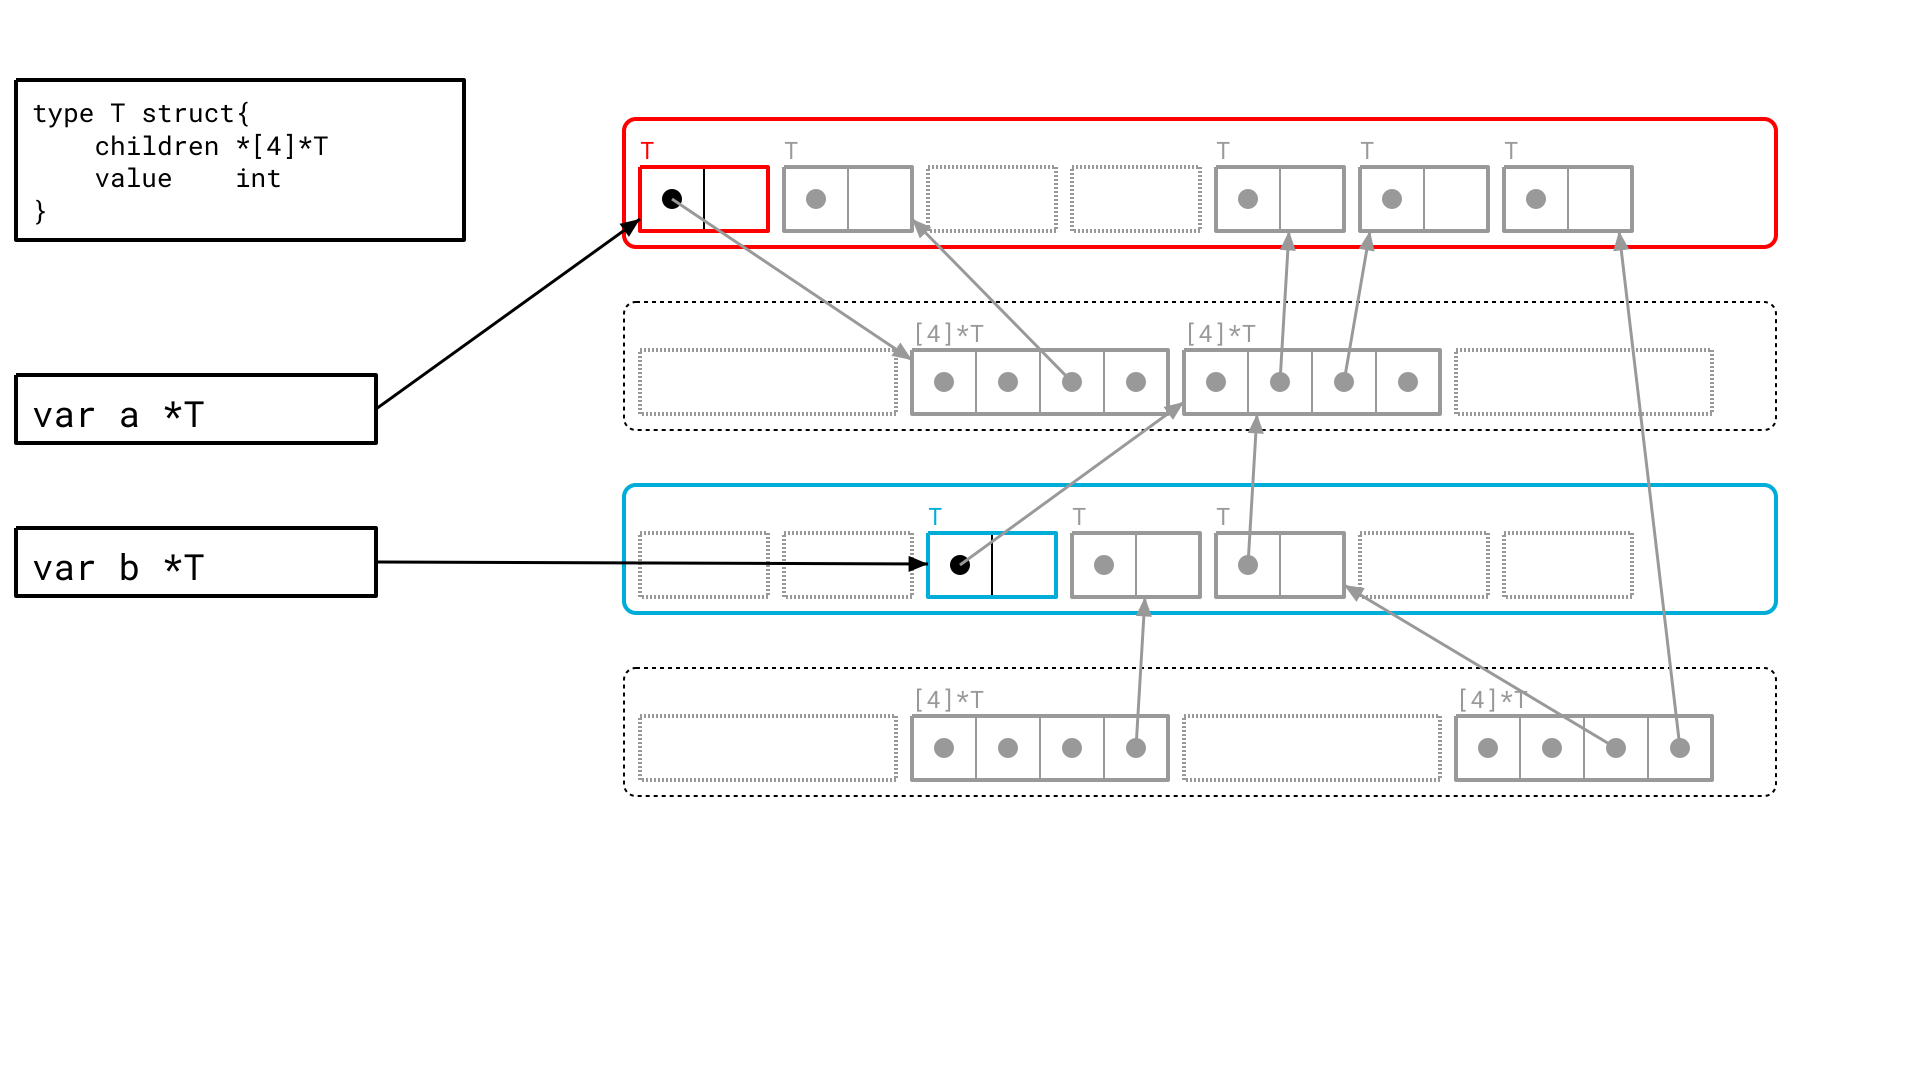 type T struct{
    children *[4]*T
    value    int
}
T T T T T
[4]*T [4]*T
var a *T
T T T
var b *T
[4]*T [4]*T